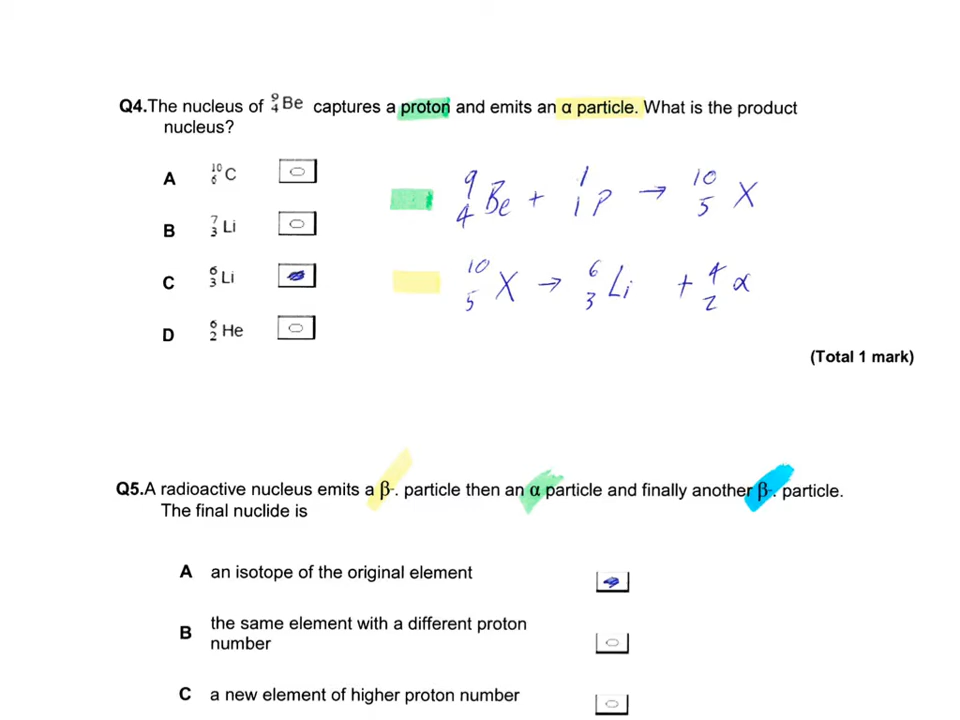 Q4.The nucleus of ⁹₄Be captures a proton and emits an α particle. What is the product
nucleus?
A ¹⁰₆C
B ⁷₃Li
C ⁶₃Li
D ⁶₂He
⁹₄Be + ¹₁p → ¹⁰₅X
¹⁰₅X → ⁶₃Li + ⁴₂α
(Total 1 mark)
Q5.A radioactive nucleus emits a β⁻. particle then an α particle and finally another β⁻. particle.
The final nuclide is
A an isotope of the original element
B the same element with a different proton
number
C a new element of higher proton number